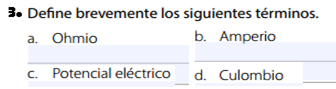 3. Define brevemente los siguientes términos.
a. Ohmio b. Amperio
c. Potencial eléctrico d. Culombio